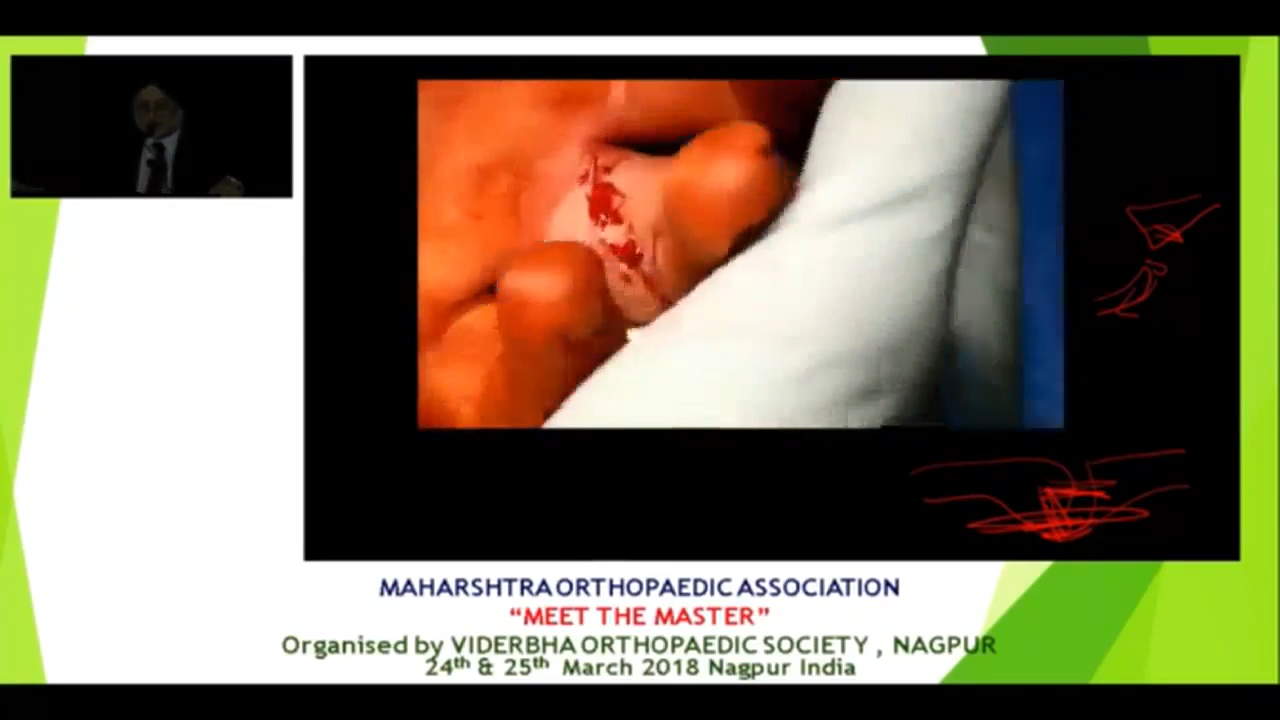 MAHARSHTRA ORTHOPAEDIC ASSOCIATION
“MEET THE MASTER”
Organised by VIDERBHA ORTHOPAEDIC SOCIETY , NAGPUR
24th & 25th March 2018 Nagpur India